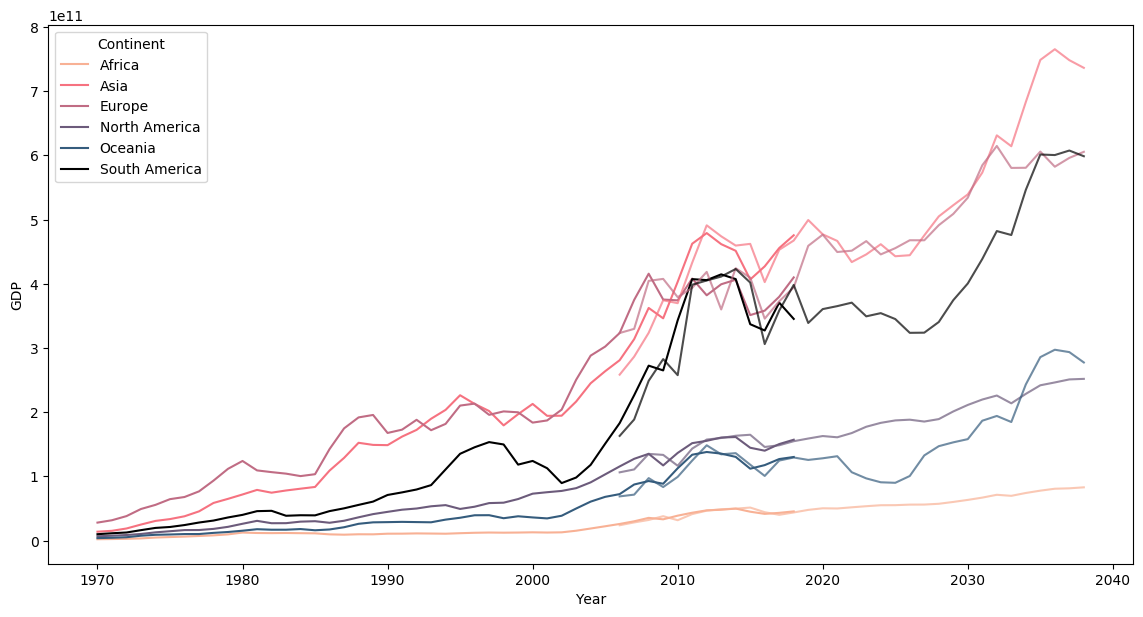 1e11
8
7
6
5
4
3
2
1
0
GDP
Continent
Africa
Asia
Europe
North America
Oceania
South America
1970 1980 1990 2000 2010 2020 2030 2040
Year